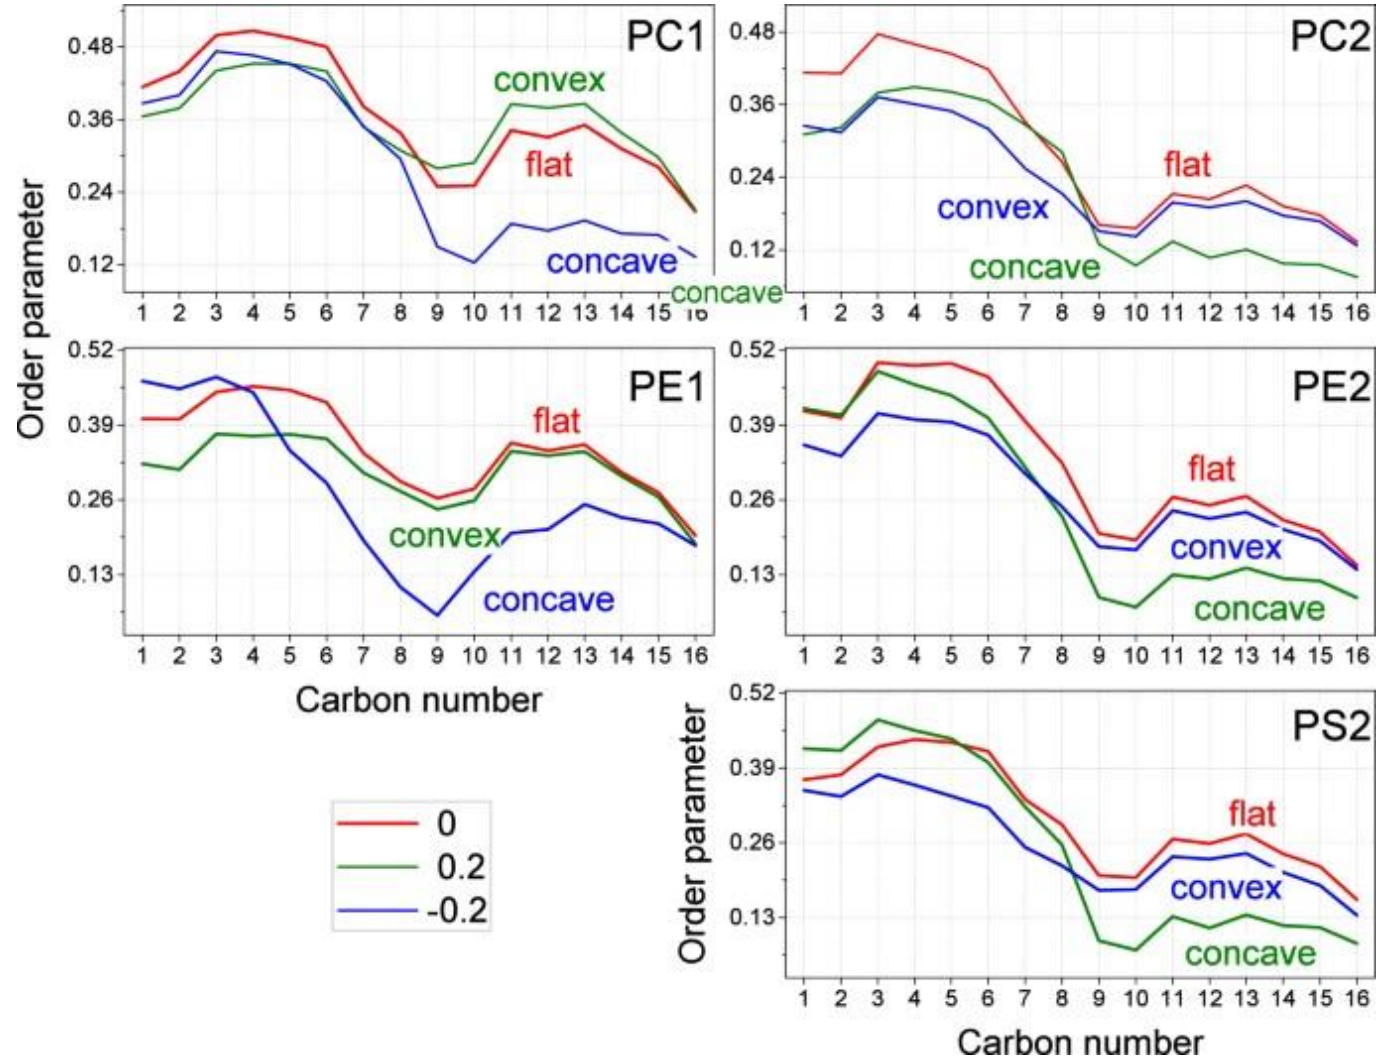 PC1
0.48
0.36
0.24
0.12
convex
flat
concave
1 2 3 4 5 6 7 8 9 10 11 12 13 14 15 16
concave
PC2
0.48
0.36
0.24
0.12
flat
convex
concave
1 2 3 4 5 6 7 8 9 10 11 12 13 14 15 16
Order parameter
PE1
0.52
0.39
0.26
0.13
flat
convex
concave
1 2 3 4 5 6 7 8 9 10 11 12 13 14 15 16
Carbon number
PE2
0.52
0.39
0.26
0.13
flat
convex
concave
1 2 3 4 5 6 7 8 9 10 11 12 13 14 15 16
0
0.2
-0.2
Order parameter
PS2
0.52
0.39
0.26
0.13
flat
convex
concave
1 2 3 4 5 6 7 8 9 10 11 12 13 14 15 16
Carbon number